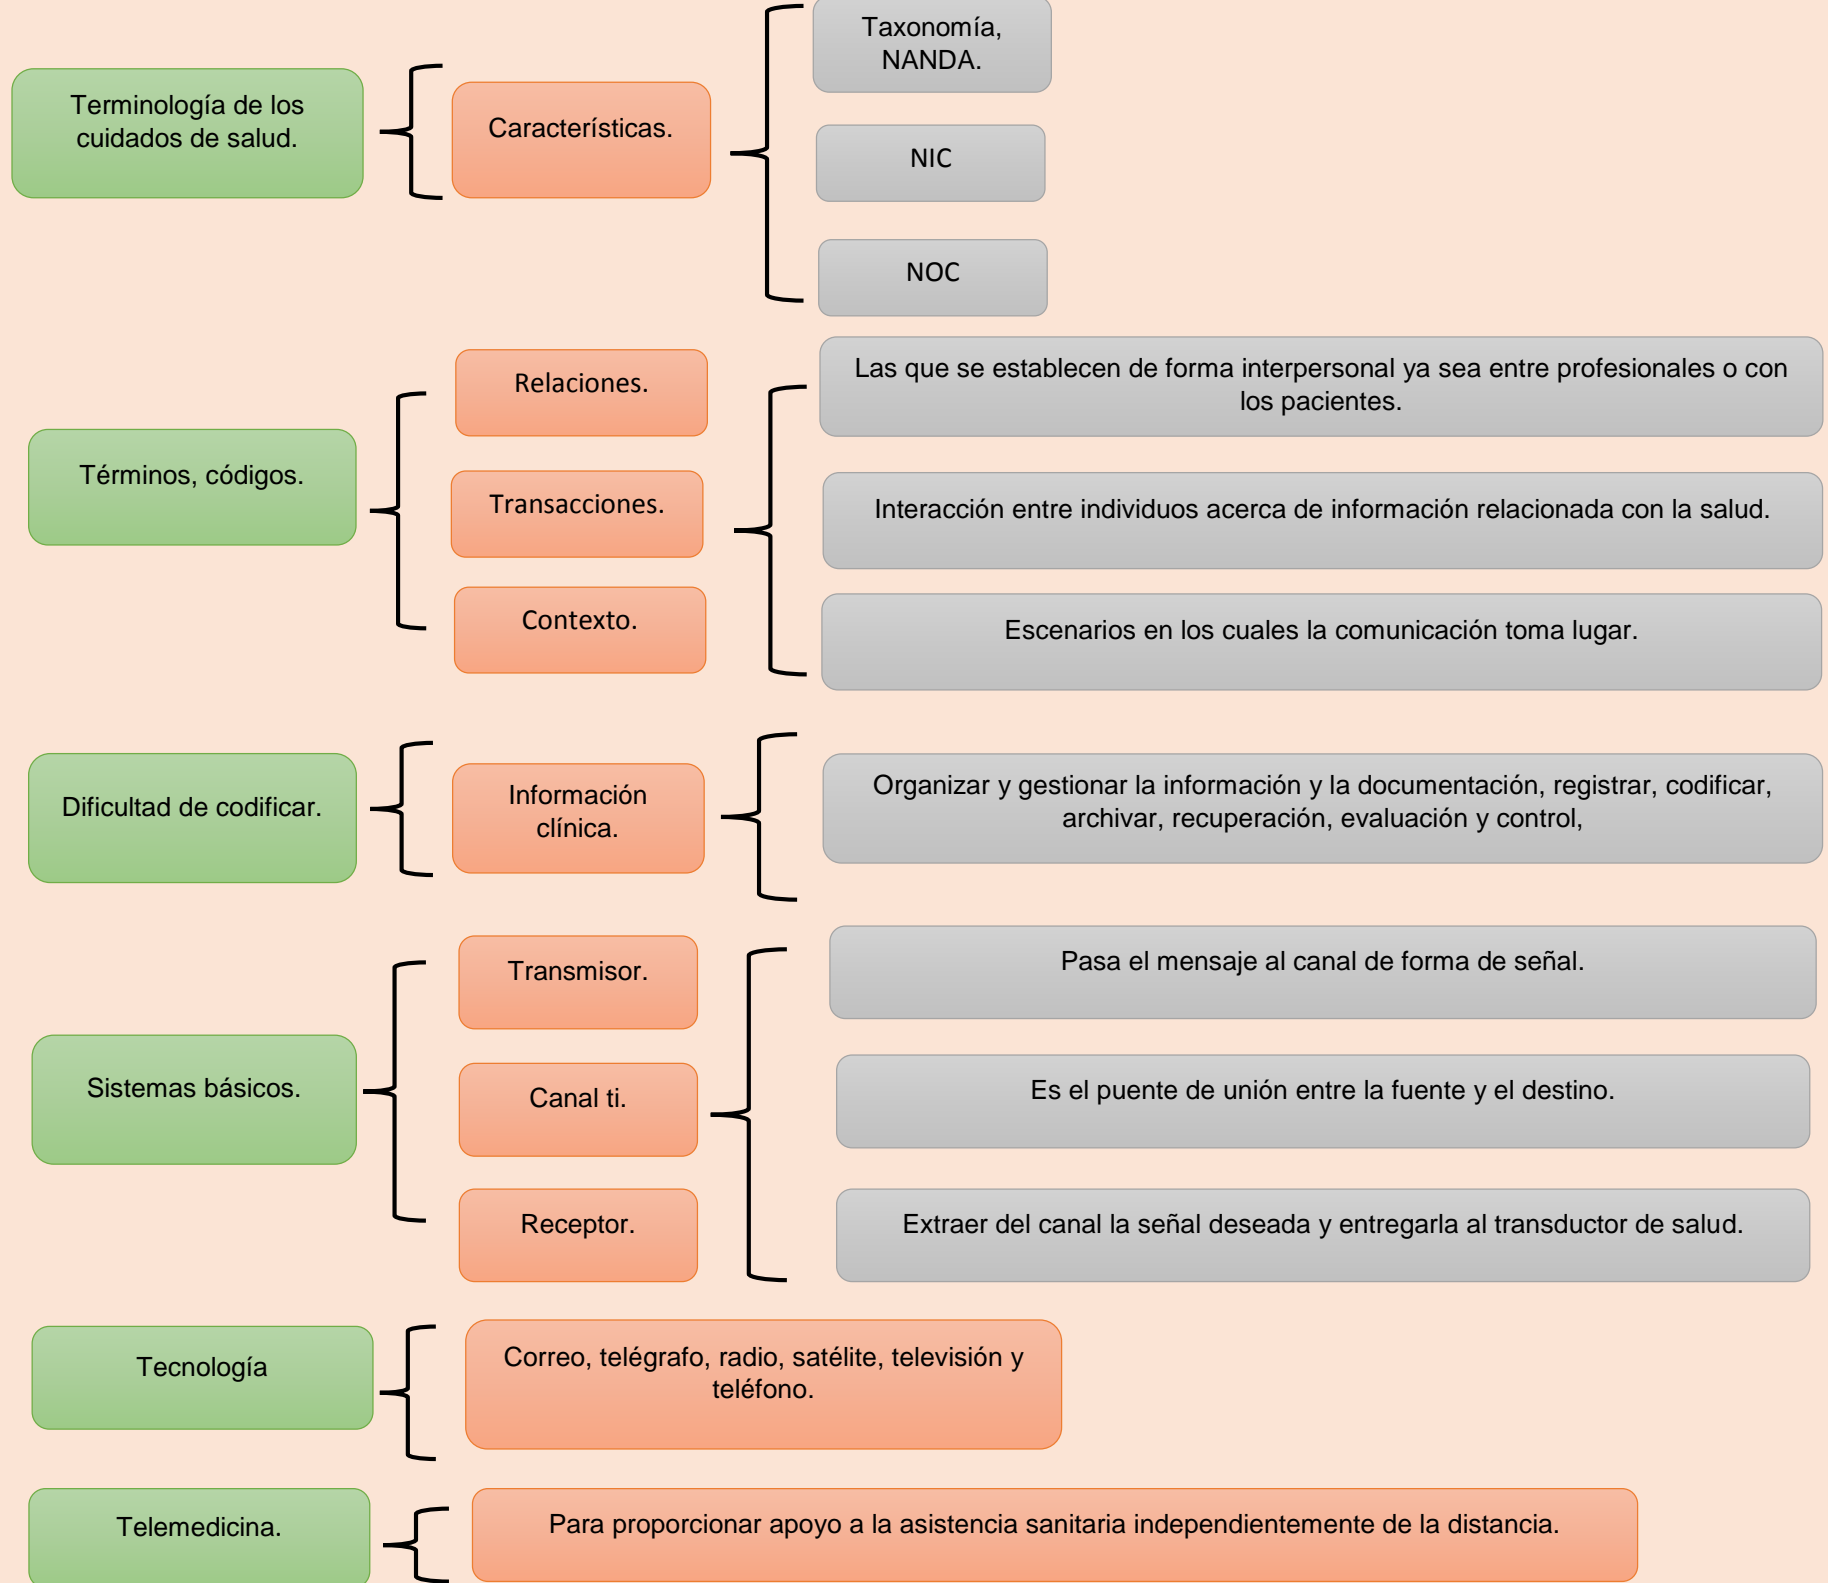 Terminología de los
cuidados de salud.
Características.
Taxonomía,
NANDA.
NIC
NOC
Términos, códigos.
Relaciones.
Las que se establecen de forma interpersonal ya sea entre profesionales o con
los pacientes.
Transacciones.
Interacción entre individuos acerca de información relacionada con la salud.
Contexto.
Escenarios en los cuales la comunicación toma lugar.
Dificultad de codificar.
Información
clínica.
Organizar y gestionar la información y la documentación, registrar, codificar,
archivar, recuperación, evaluación y control,
Sistemas básicos.
Transmisor.
Pasa el mensaje al canal de forma de señal.
Canal ti.
Es el puente de unión entre la fuente y el destino.
Receptor.
Extraer del canal la señal deseada y entregarla al transductor de salud.
Tecnología
Correo, telégrafo, radio, satélite, televisión y
teléfono.
Telemedicina.
Para proporcionar apoyo a la asistencia sanitaria independientemente de la distancia.